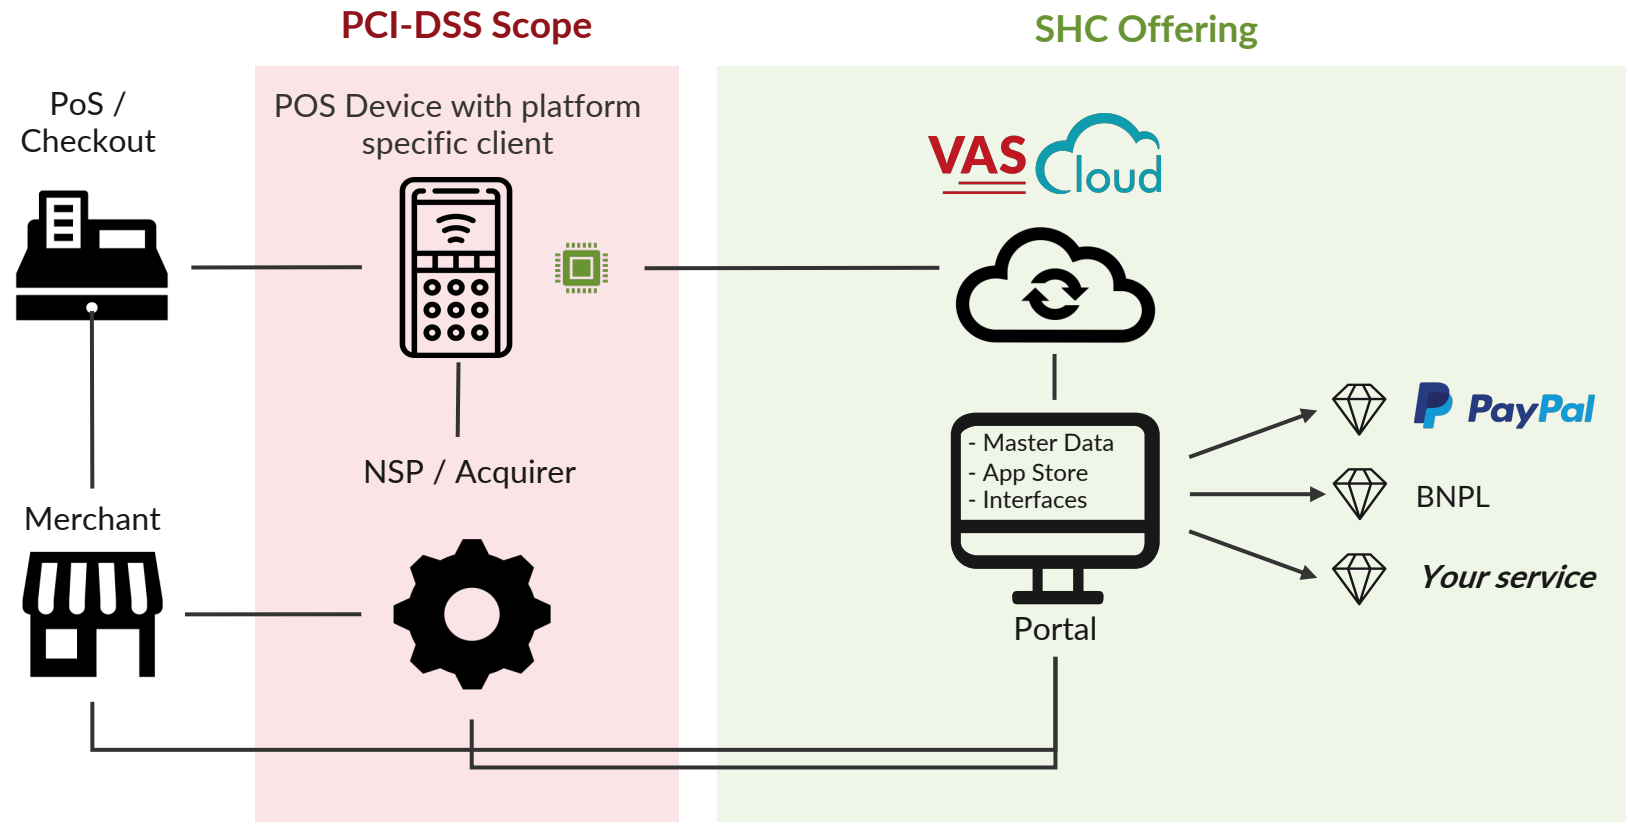 PCI-DSS Scope
SHC Offering
PoS /
Checkout
POS Device with platform
specific client
VAS Cloud
NSP / Acquirer
Merchant
- Master Data
- App Store
- Interfaces
Portal
PayPal
BNPL
Your service